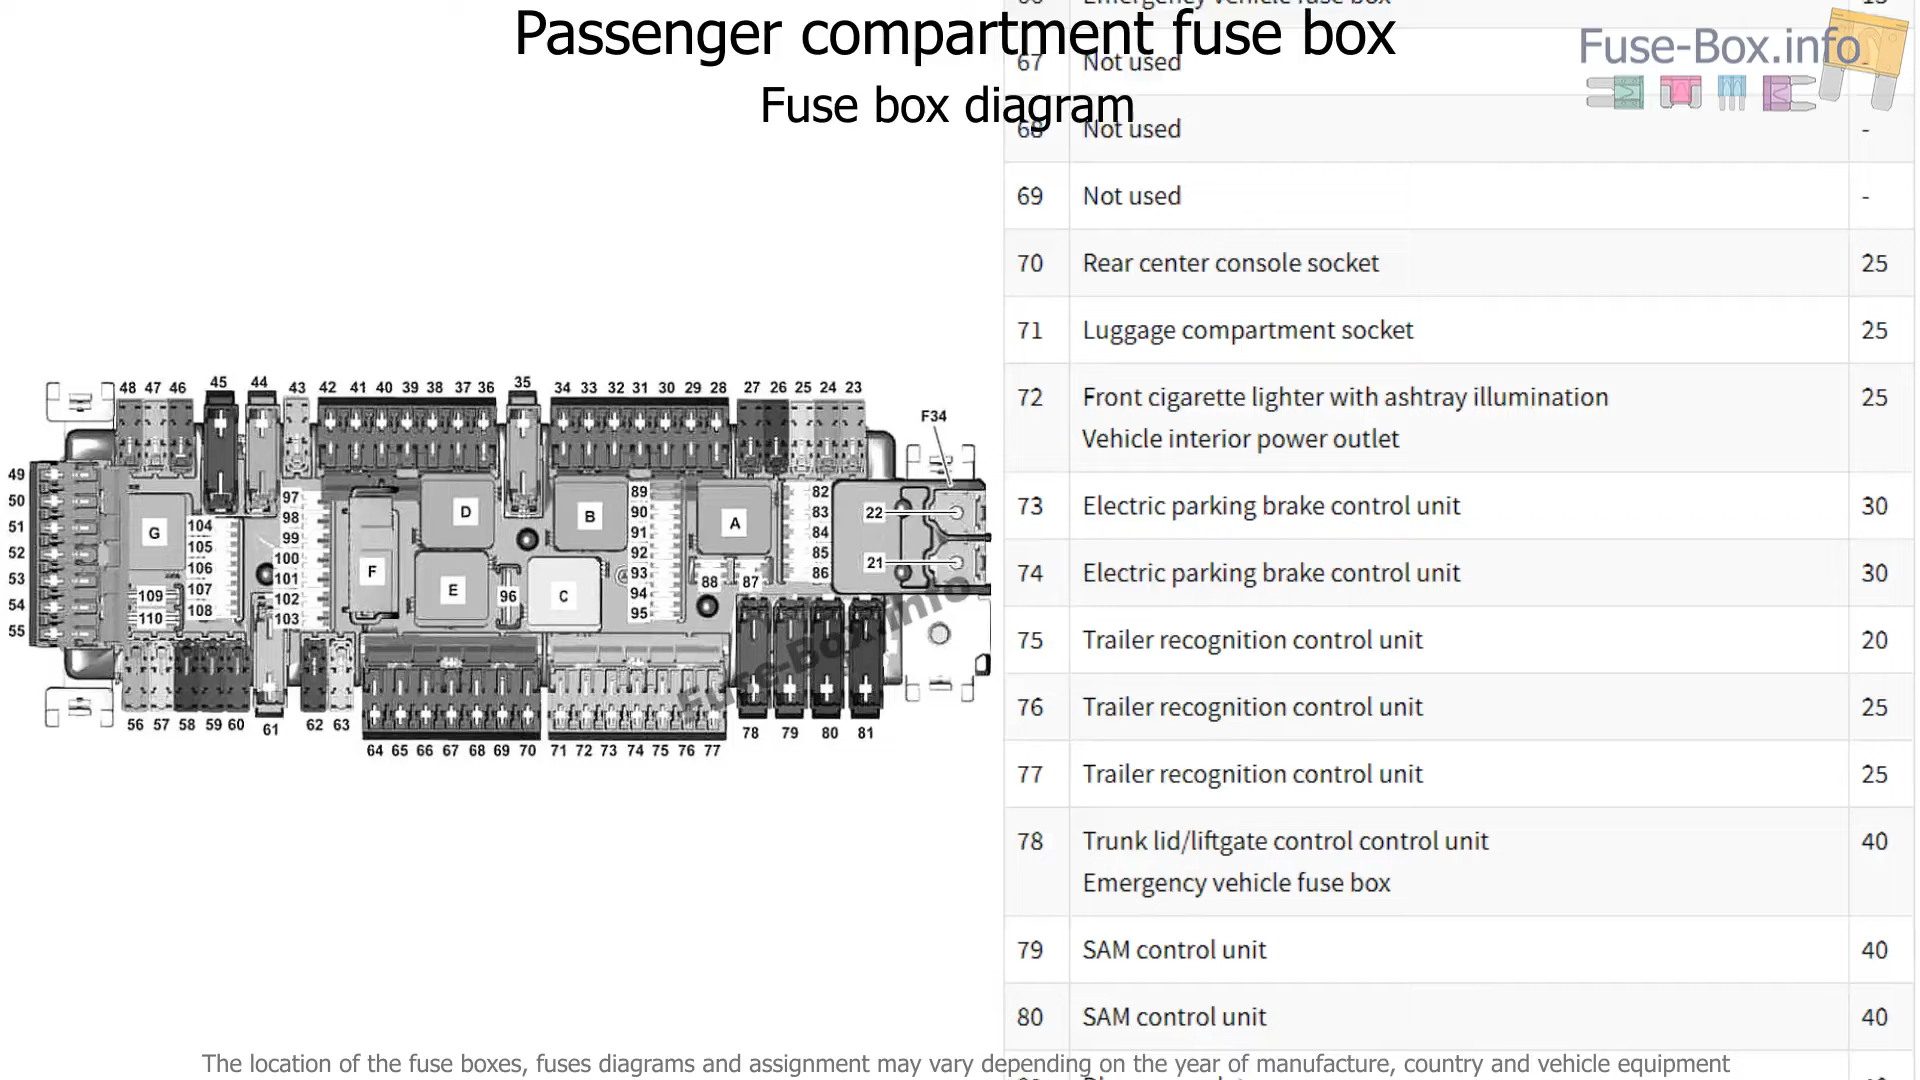 Passenger compartment fuse box
Fuse box diagram
Fuse-Box.info
Emergency vehicle fuse box 15
67 Not used
68 Not used -
69 Not used -
70 Rear center console socket 25
71 Luggage compartment socket 25
72 Front cigarette lighter with ashtray illumination 25
Vehicle interior power outlet
73 Electric parking brake control unit 30
74 Electric parking brake control unit 30
75 Trailer recognition control unit 20
76 Trailer recognition control unit 25
77 Trailer recognition control unit 25
78 Trunk lid/liftgate control control unit 40
Emergency vehicle fuse box
79 SAM control unit 40
80 SAM control unit 40
48 47 46 45 44 43 42 41 40 39 38 37 36 35 34 33 32 31 30 29 28 27 26 25 24 23
F34
49
50
51
52
53
54
55
G
104
105
106
107
108
109
110
97
98
99
100
101
102
103
F
D
E
96
B
C
89
90
91
92
93
94
95
A
88 87
82
83
84
85
86
22
21
Fuse-Box.info
56 57 58 59 60 61 62 63 64 65 66 67 68 69 70 71 72 73 74 75 76 77 78 79 80 81
The location of the fuse boxes, fuses diagrams and assignment may vary depending on the year of manufacture, country and vehicle equipment